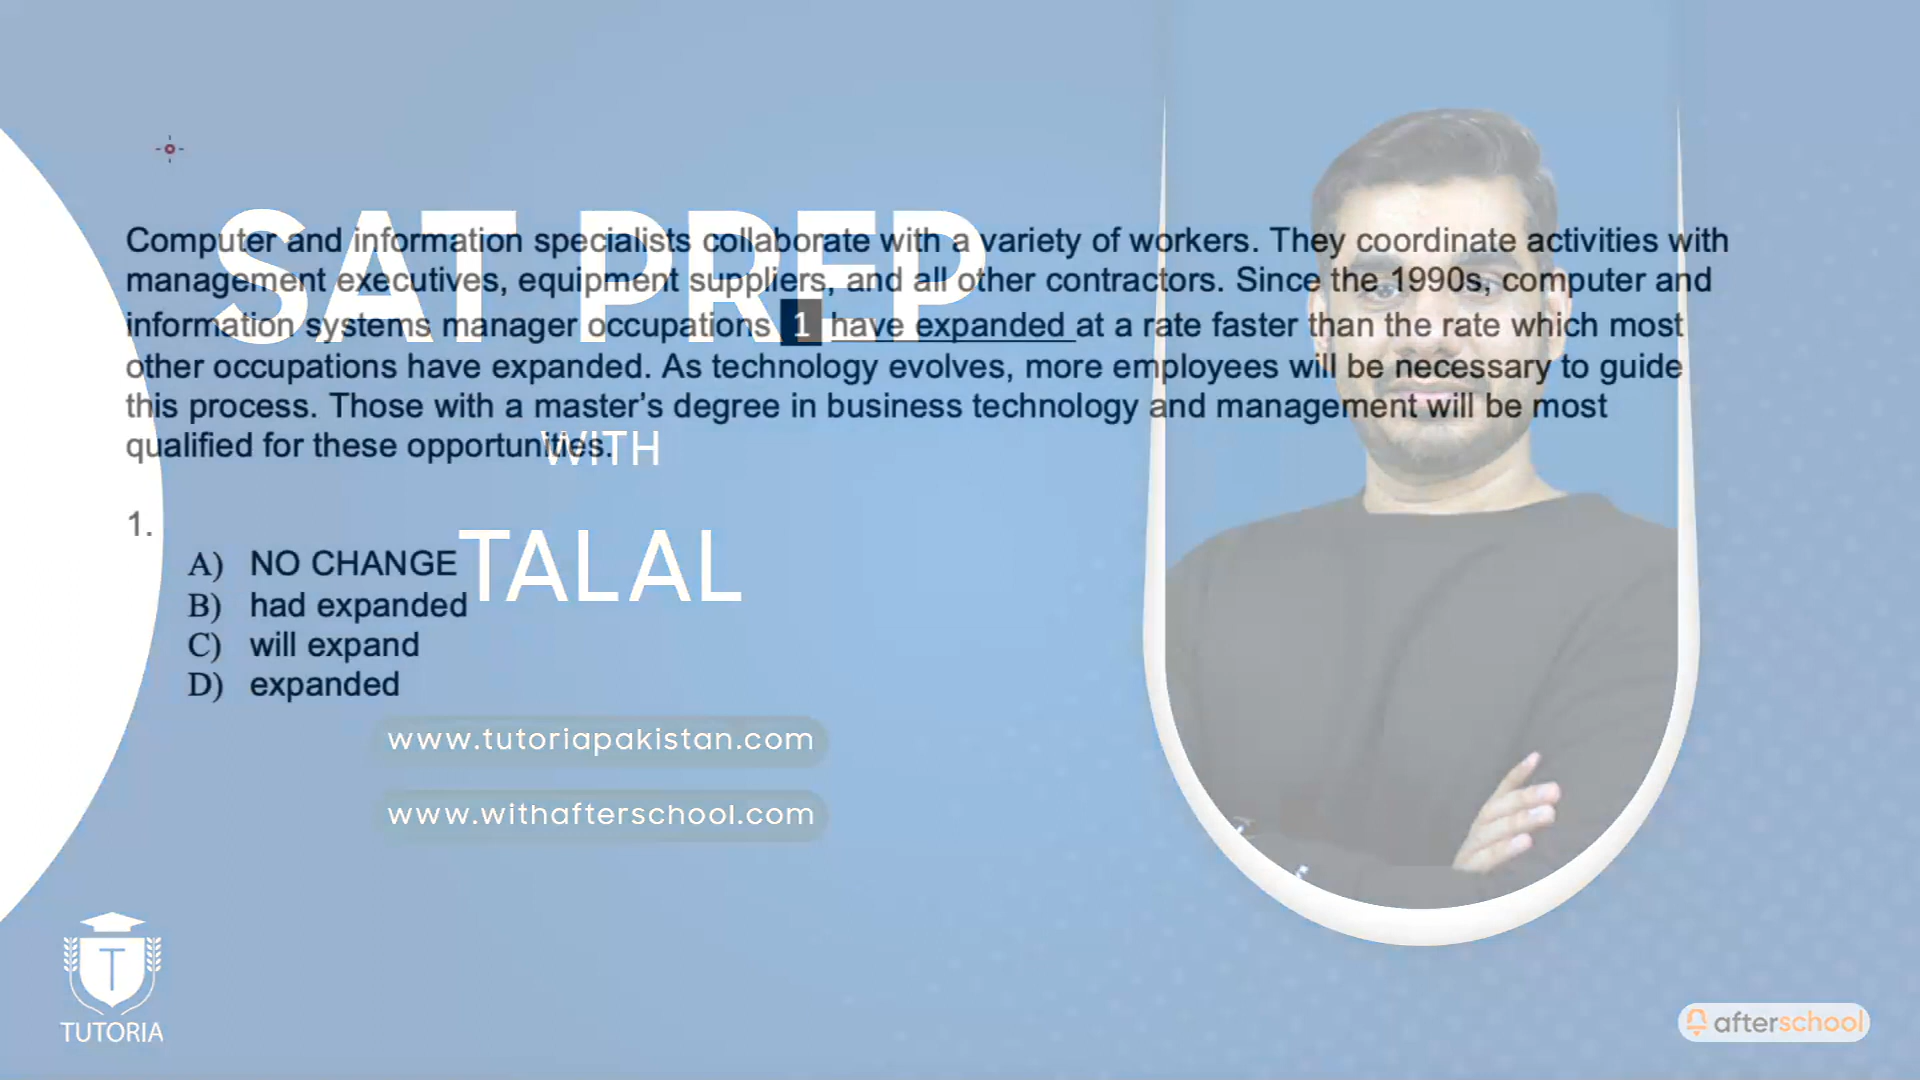 Computer and information specialists collaborate with a variety of workers. They coordinate activities with
management executives, equipment suppliers, and all other contractors. Since the 1990s, computer and
information systems manager occupations 1 have expanded at a rate faster than the rate which most
other occupations have expanded. As technology evolves, more employees will be necessary to guide
this process. Those with a master’s degree in business technology and management will be most
qualified for these opportunities.
1.
A) NO CHANGE
B) had expanded
C) will expand
D) expanded
SAT PREP
WITH
TALAL
www.tutoriapakistan.com
www.withafterschool.com
T
TUTORIA
afterschool